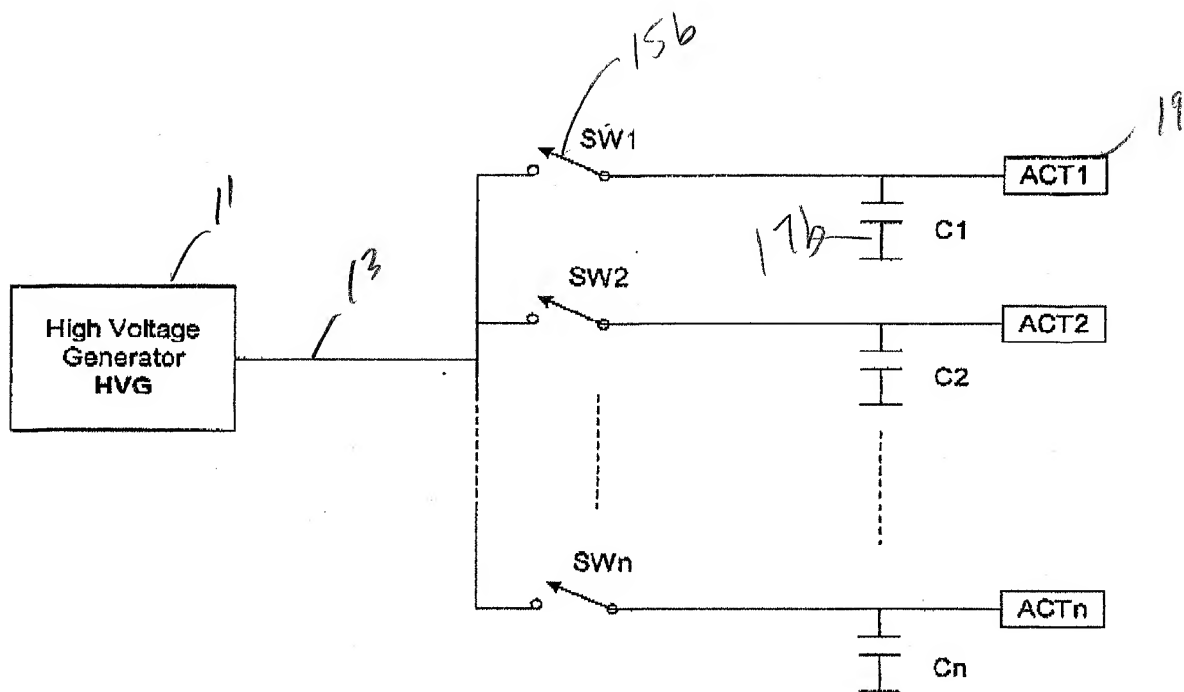 15b
SW1
19
ACT1
11
17b
C1
13
SW2
High Voltage
Generator
HVG
ACT2
C2
SWn
ACTn
Cn